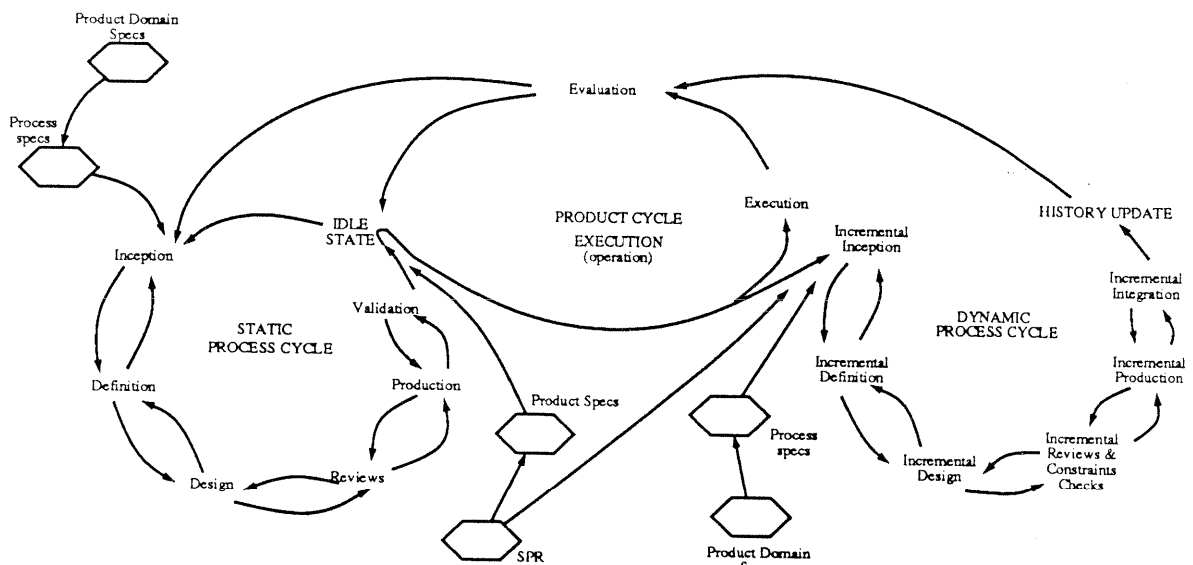 Product Domain
Specs
Process
specs
Evaluation
Execution
IDLE
STATE
PRODUCT CYCLE
EXECUTION
(operation)
HISTORY UPDATE
Inception
Incremental
Inception
Incremental
Integration
Validation
STATIC
PROCESS CYCLE
DYNAMIC
PROCESS CYCLE
Definition
Production
Product Specs
Incremental
Definition
Incremental
Production
Process
specs
Design
Reviews
Incremental
Design
Incremental
Reviews &
Constraints
Checks
SPR
Product Domain